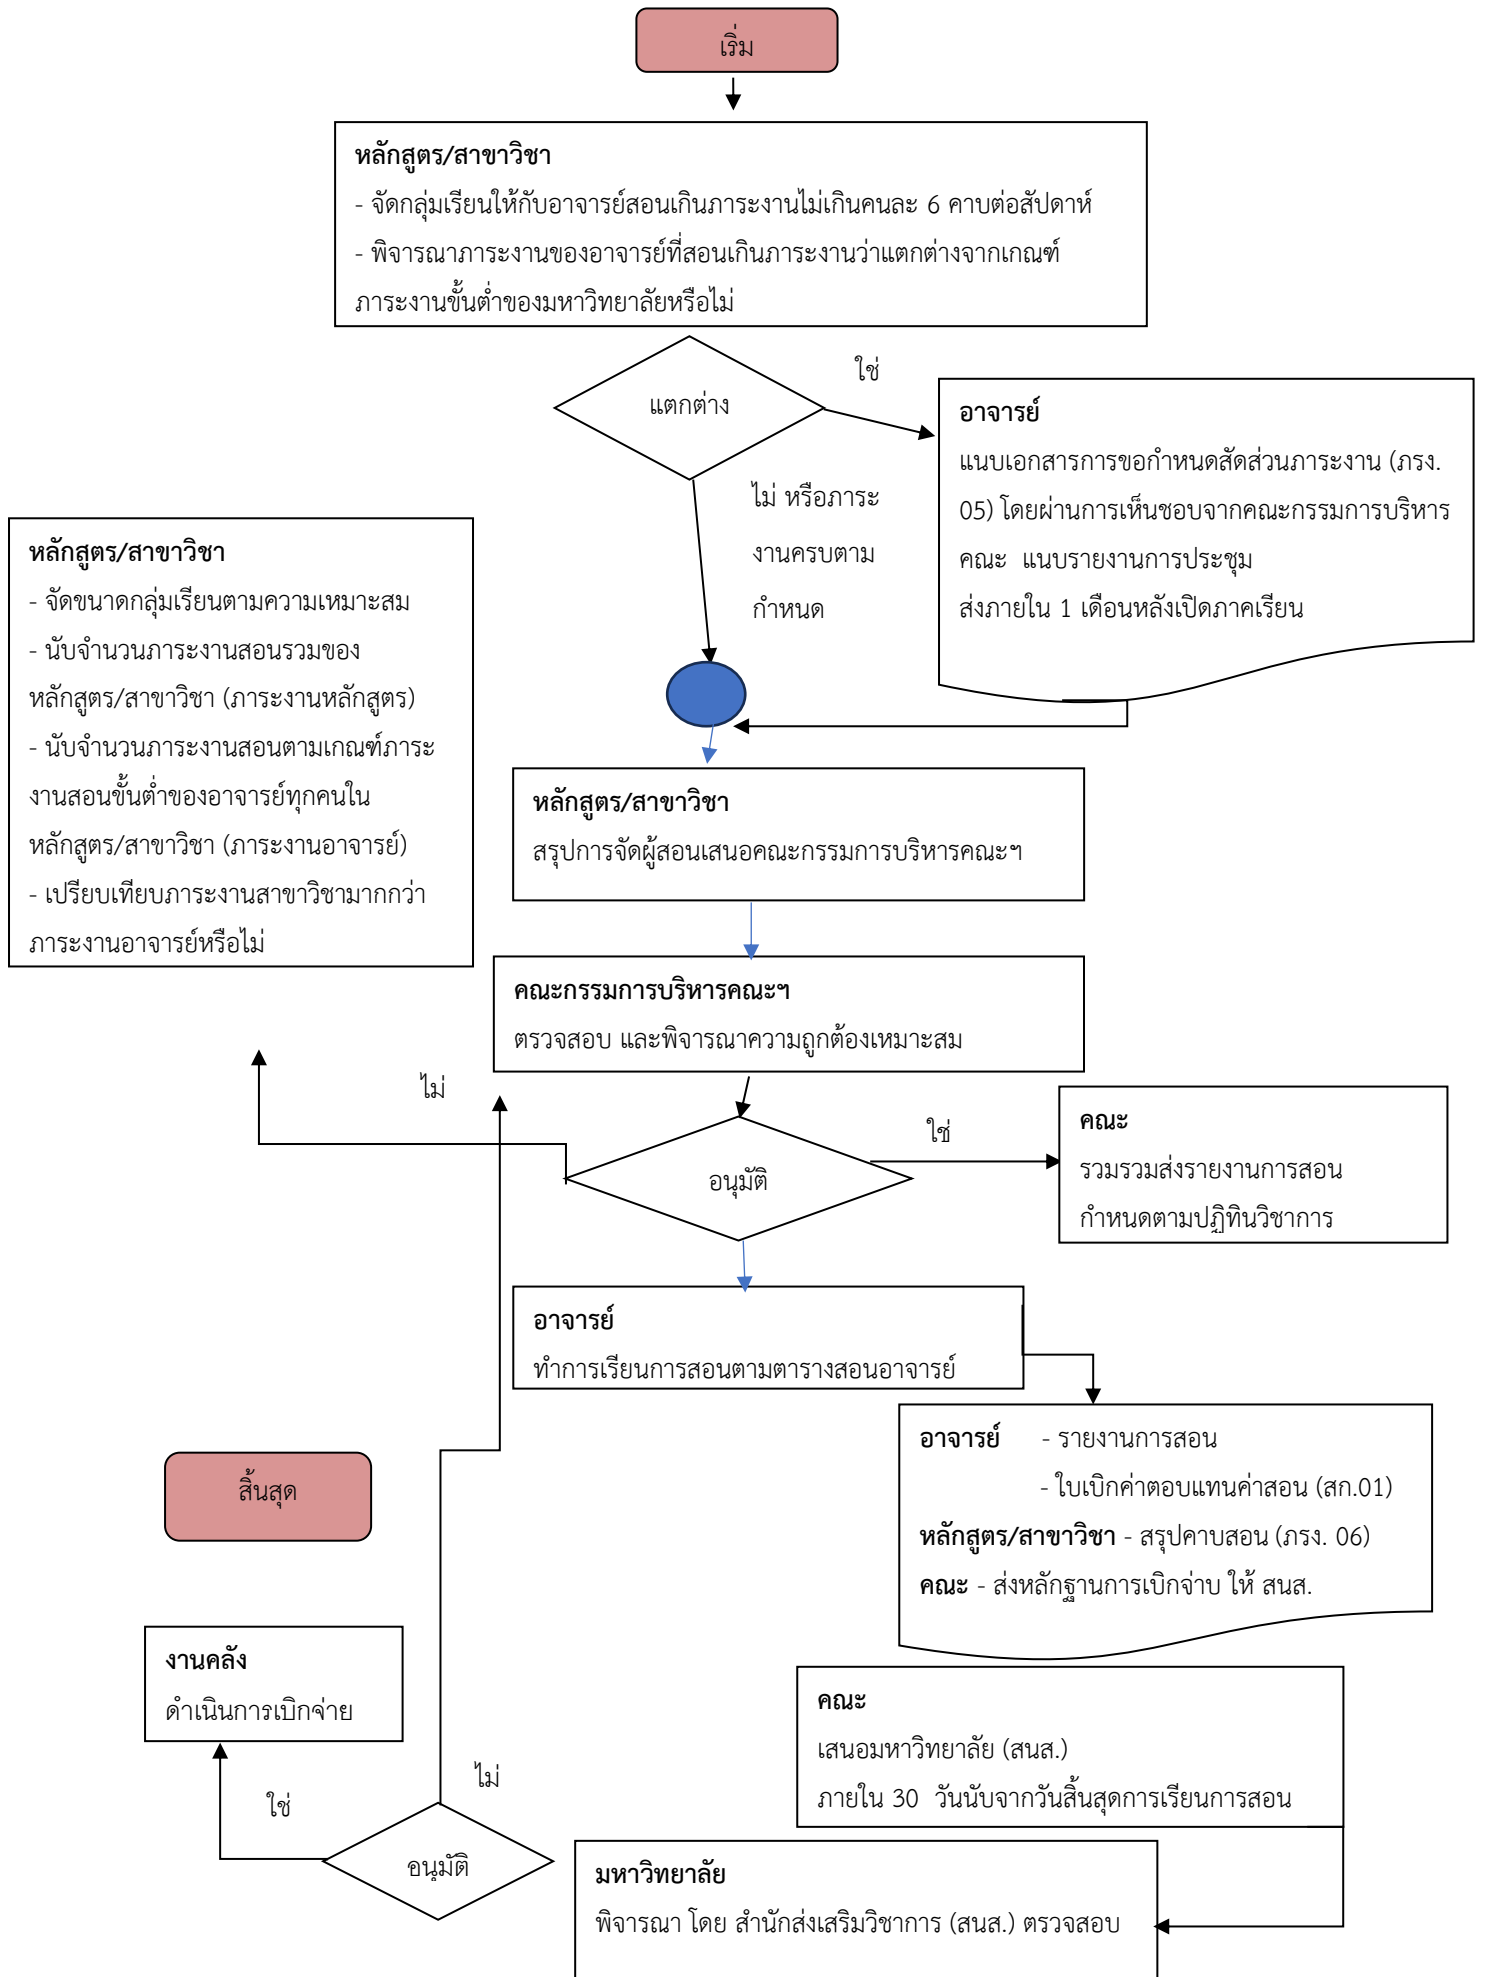 เริ่ม
หลักสูตร/สาขาวิชา
- จัดกลุ่มเรียนให้กับอาจารย์สอนเกินภาระงานไม่เกินคนละ 6 คาบต่อสัปดาห์
- พิจารณาภาระงานของอาจารย์ที่สอนเกินภาระงานว่าแตกต่างจากเกณฑ์
ภาระงานขั้นต่ำของมหาวิทยาลัยหรือไม่
แตกต่าง
ใช่
อาจารย์
แนบเอกสารการขอกำหนดสัดส่วนภาระงาน (ภรง.
05) โดยผ่านการเห็นชอบจากคณะกรรมการบริหาร
คณะ แนบรายงานการประชุม
ส่งภายใน 1 เดือนหลังเปิดภาคเรียน
ไม่ หรือภาระ
งานครบตาม
กำหนด
หลักสูตร/สาขาวิชา
- จัดขนาดกลุ่มเรียนตามความเหมาะสม
- นับจำนวนภาระงานสอนรวมของ
หลักสูตร/สาขาวิชา (ภาระงานหลักสูตร)
- นับจำนวนภาระงานสอนตามเกณฑ์ภาระ
งานสอนขั้นต่ำของอาจารย์ทุกคนใน
หลักสูตร/สาขาวิชา (ภาระงานอาจารย์)
- เปรียบเทียบภาระงานสาขาวิชามากกว่า
ภาระงานอาจารย์หรือไม่
หลักสูตร/สาขาวิชา
สรุปการจัดผู้สอนเสนอคณะกรรมการบริหารคณะฯ
คณะกรรมการบริหารคณะฯ
ตรวจสอบ และพิจารณาความถูกต้องเหมาะสม
ไม่
อนุมัติ
ใช่
คณะ
รวมรวมส่งรายงานการสอน
กำหนดตามปฏิทินวิชาการ
อาจารย์
ทำการเรียนการสอนตามตารางสอนอาจารย์
อาจารย์ - รายงานการสอน
- ใบเบิกค่าตอบแทนค่าสอน (สก.01)
หลักสูตร/สาขาวิชา - สรุปคาบสอน (ภรง. 06)
คณะ - ส่งหลักฐานการเบิกจ่าบ ให้ สนส.
สิ้นสุด
งานคลัง
ดำเนินการเบิกจ่าย
คณะ
เสนอมหาวิทยาลัย (สนส.)
ภายใน 30 วันนับจากวันสิ้นสุดการเรียนการสอน
ไม่
ใช่
อนุมัติ
มหาวิทยาลัย
พิจารณา โดย สำนักส่งเสริมวิชาการ (สนส.) ตรวจสอบ